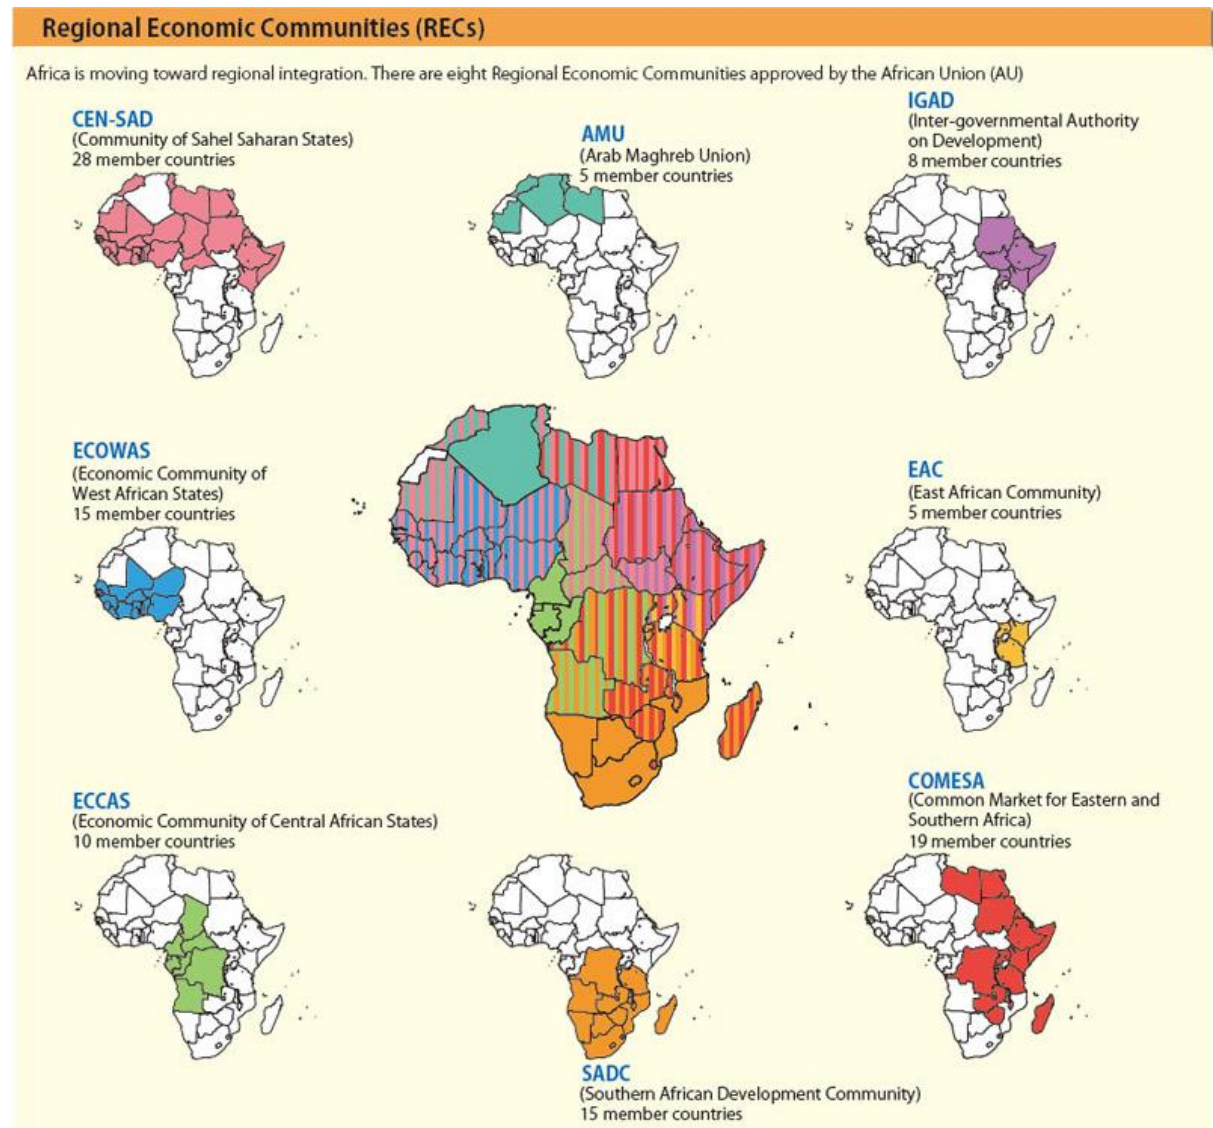 Regional Economic Communities (RECs)
Africa is moving toward regional integration. There are eight Regional Economic Communities approved by the African Union (AU)
CEN-SAD
(Community of Sahel Saharan States)
28 member countries
AMU
(Arab Maghreb Union)
5 member countries
IGAD
(Inter-governmental Authority
on Development)
8 member countries
ECOWAS
(Economic Community of
West African States)
15 member countries
EAC
(East African Community)
5 member countries
ECCAS
(Economic Community of Central African States)
10 member countries
COMESA
(Common Market for Eastern and
Southern Africa)
19 member countries
SADC
(Southern African Development Community)
15 member countries